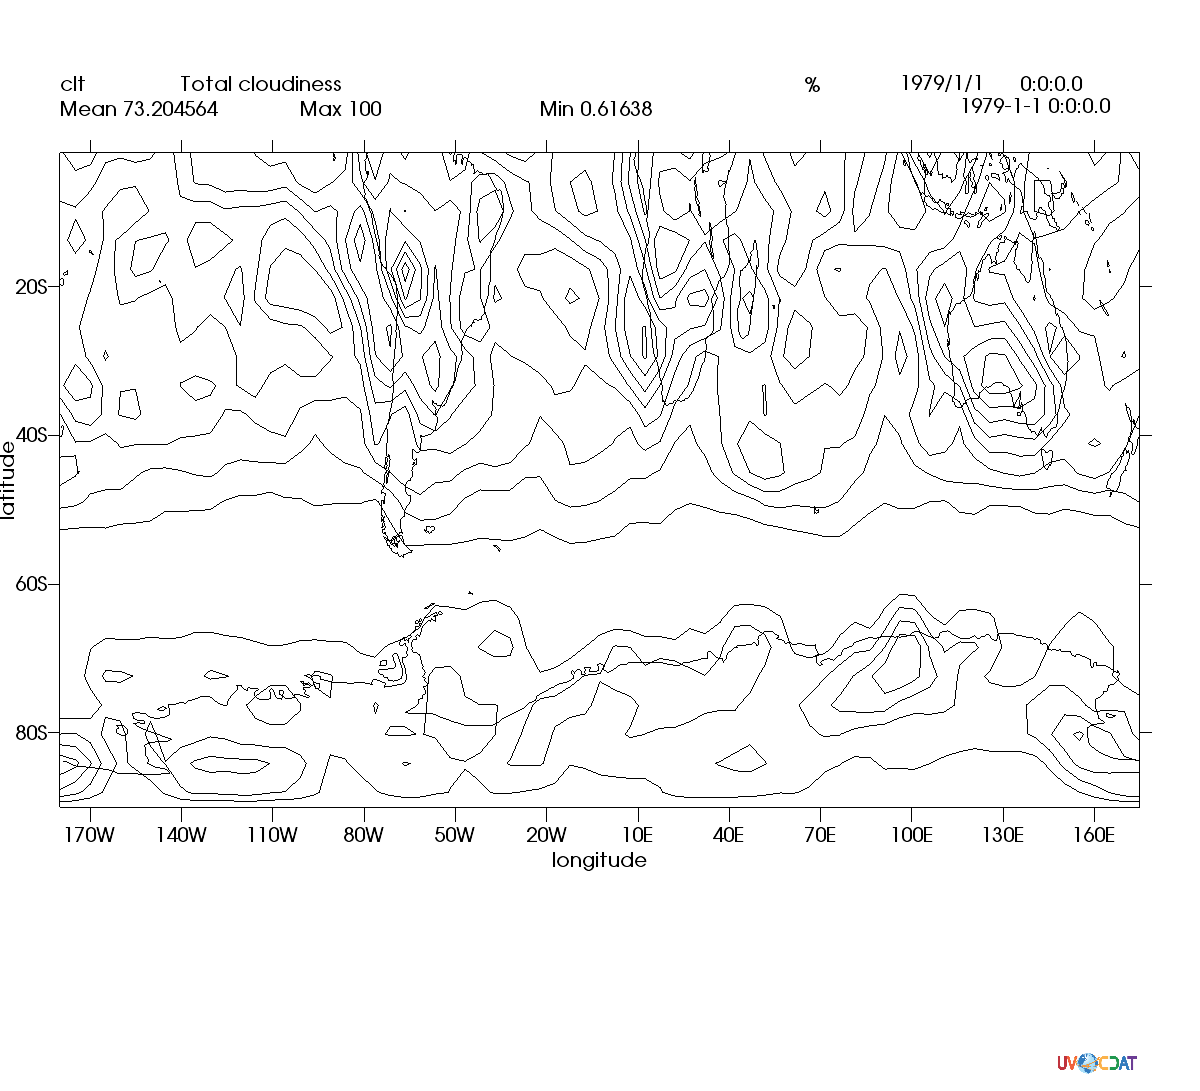 clt Total cloudiness % 1979/1/1 0:0:0.0
Mean 73.204564 Max 100 Min 0.61638 1979-1-1 0:0:0.0
20S
40S
latitude
60S
80S
170W 140W 110W 80W 50W 20W 10E 40E 70E 100E 130E 160E
longitude
UVCDAT